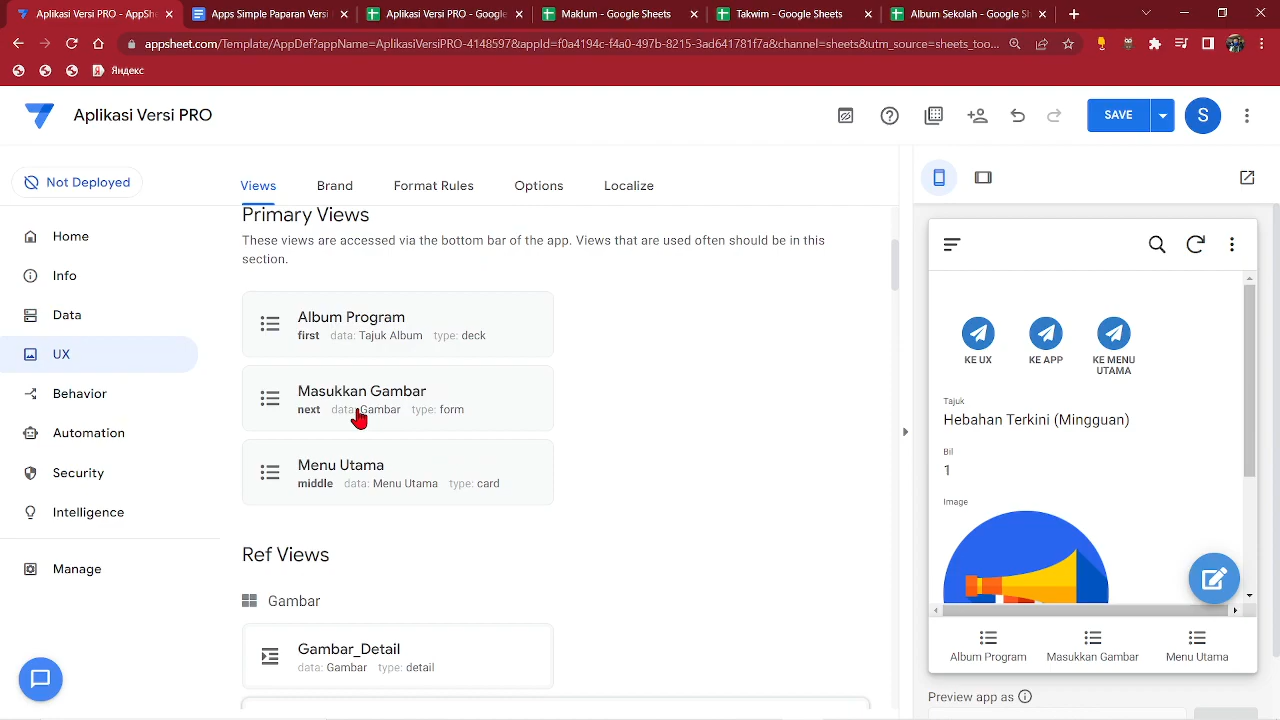 Aplikasi Versi PRO - AppShe
Apps Simple Paparan Versi
Aplikasi Versi PRO - Google
Maklum - Google Sheets
Takwim - Google Sheets
Album Sekolah - Google Sh
appsheet.com/Template/AppDef?appName=AplikasiVersiPRO-4148597&appId=f0a4194c-f4a0-497b-8215-3ad641781f7a&channel=sheets&utm_source=sheets_too...
Яндекс
Aplikasi Versi PRO
SAVE
S
Not Deployed
Views
Brand
Format Rules
Options
Localize
Home
Info
Data
UX
Behavior
Automation
Security
Intelligence
Manage
Primary Views
These views are accessed via the bottom bar of the app. Views that are used often should be in this
section.
Album Program
first data: Tajuk Album type: deck
Masukkan Gambar
next data: Gambar type: form
Menu Utama
middle data: Menu Utama type: card
Ref Views
Gambar
Gambar_Detail
data: Gambar type: detail
KE UX
KE APP
KE MENU
UTAMA
Tajuk
Hebahan Terkini (Mingguan)
Bil
1
Image
Album Program
Masukkan Gambar
Menu Utama
Preview app as